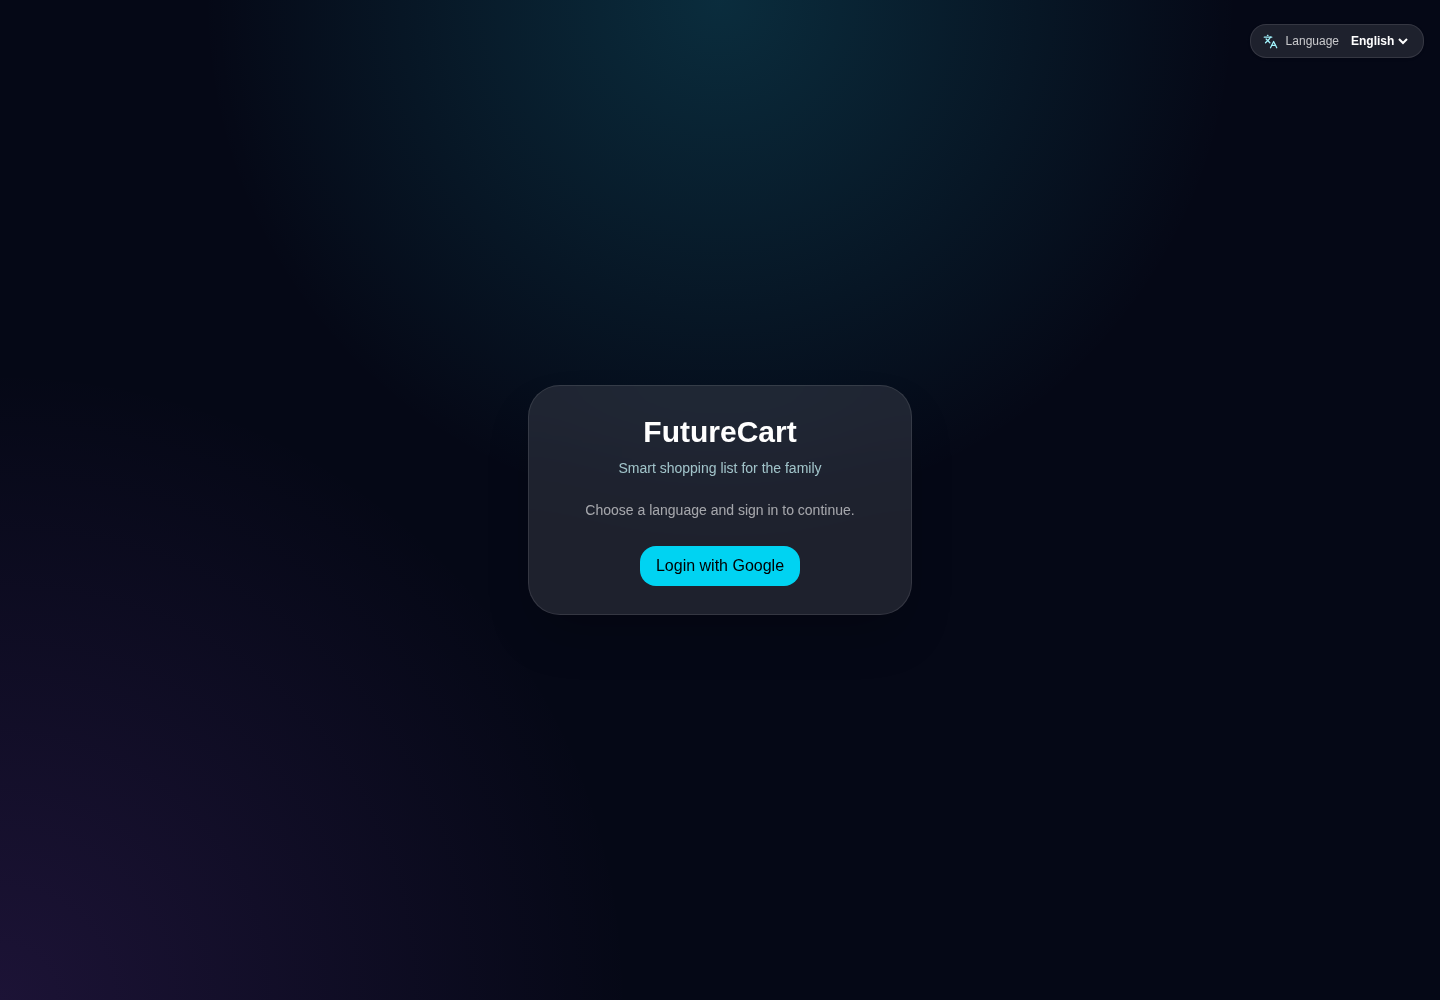 Language English
FutureCart
Smart shopping list for the family
Choose a language and sign in to continue.
Login with Google